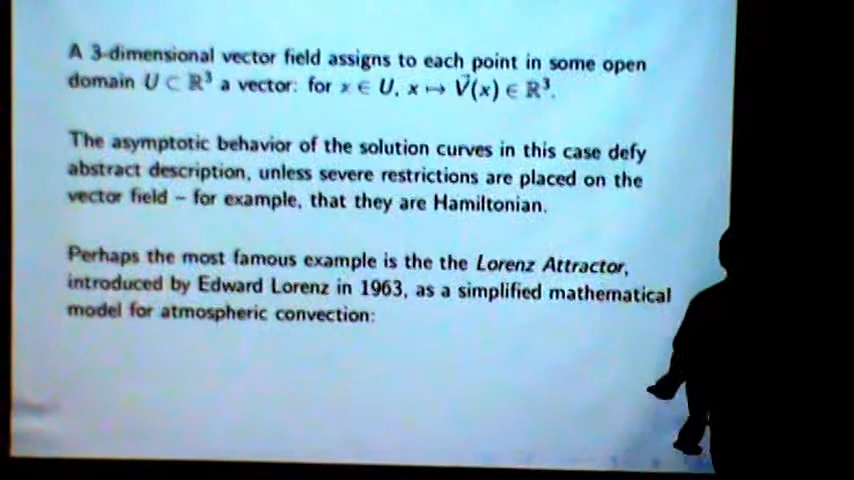 A 3-dimensional vector field assigns to each point in some open
domain U ⊂ ℝ³ a vector: for x ∈ U, x ↦ V⃗(x) ∈ ℝ³.
The asymptotic behavior of the solution curves in this case defy
abstract description, unless severe restrictions are placed on the
vector field – for example, that they are Hamiltonian.
Perhaps the most famous example is the the Lorenz Attractor,
introduced by Edward Lorenz in 1963, as a simplified mathematical
model for atmospheric convection: